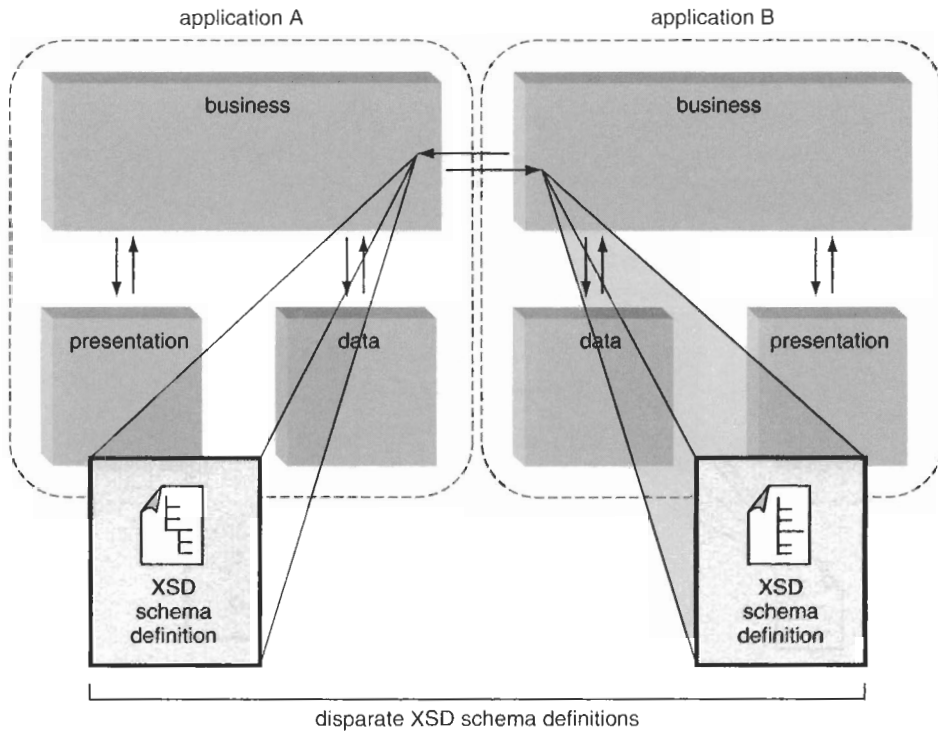 application A
application B
business
business
presentation
data
data
presentation
XSD
schema
definition
XSD
schema
definition
disparate XSD schema definitions